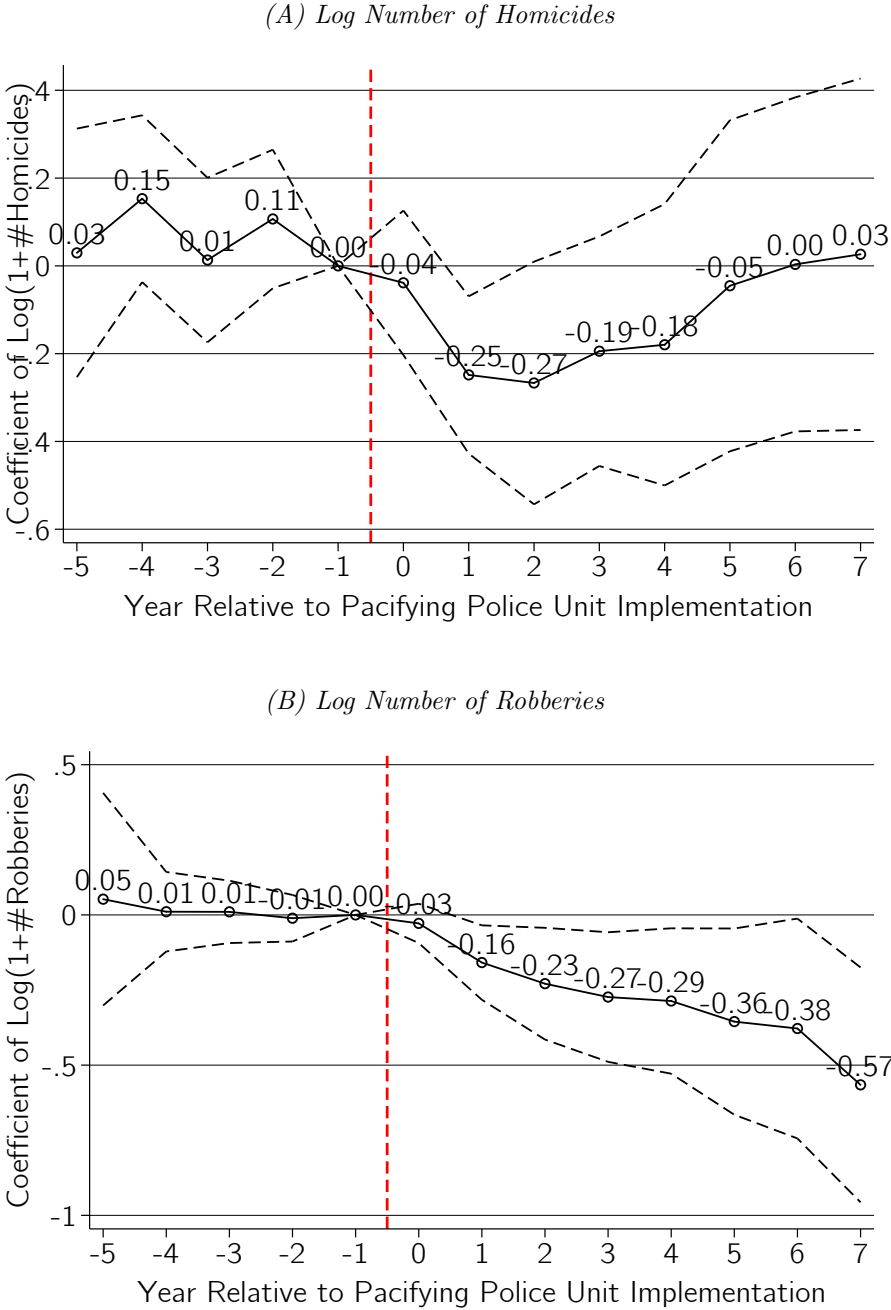 (A) Log Number of Homicides
Coefficient of Log(1+#Homicides)
.4
.2
0
-.2
-.4
-.6
0.03 0.15 0.01 0.11 0.00 -0.04 -0.25 -0.27 -0.19 -0.18 -0.05 0.00 0.03
-5 -4 -3 -2 -1 0 1 2 3 4 5 6 7
Year Relative to Pacifying Police Unit Implementation
(B) Log Number of Robberies
Coefficient of Log(1+#Robberies)
.5
0
-.5
-1
0.05 0.01 0.01 -0.01 0.00 -0.03 -0.16 -0.23 -0.27 -0.29 -0.36 -0.38 -0.57
-5 -4 -3 -2 -1 0 1 2 3 4 5 6 7
Year Relative to Pacifying Police Unit Implementation